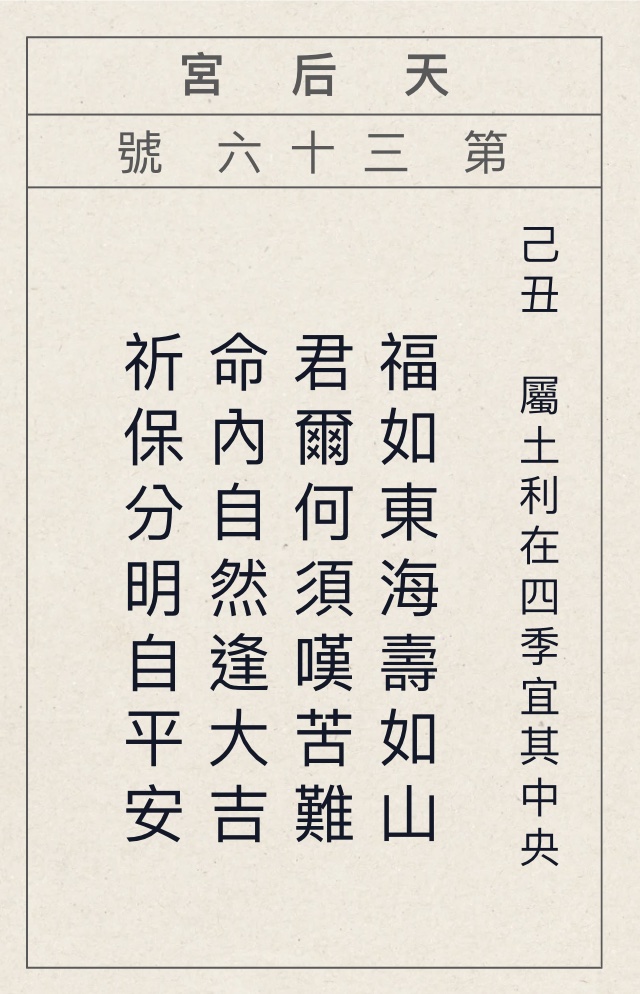 天后宮
第三十六號
己丑　屬土利在四季宜其中央
福如東海壽如山
君爾何須嘆苦難
命內自然逢大吉
祈保分明自平安